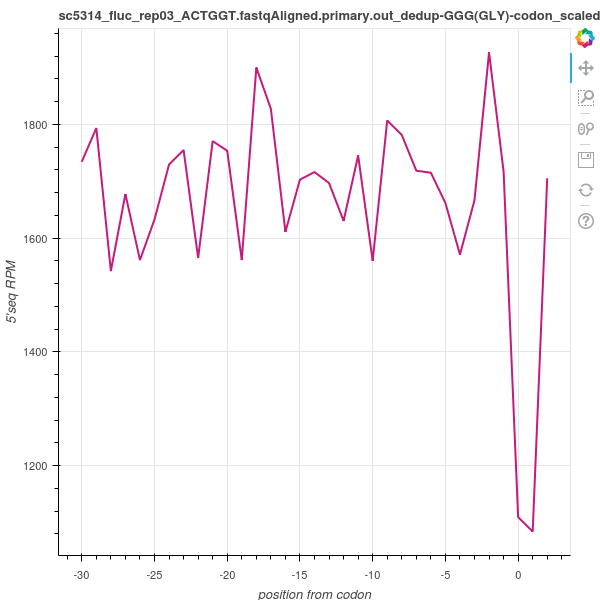 sc5314_fluc_rep03_ACTGGT.fastqAligned.primary.out_dedup-GGG(GLY)-codon_scaled
5'seq RPM
1800
1600
1400
1200
-30 -25 -20 -15 -10 -5 0
position from codon